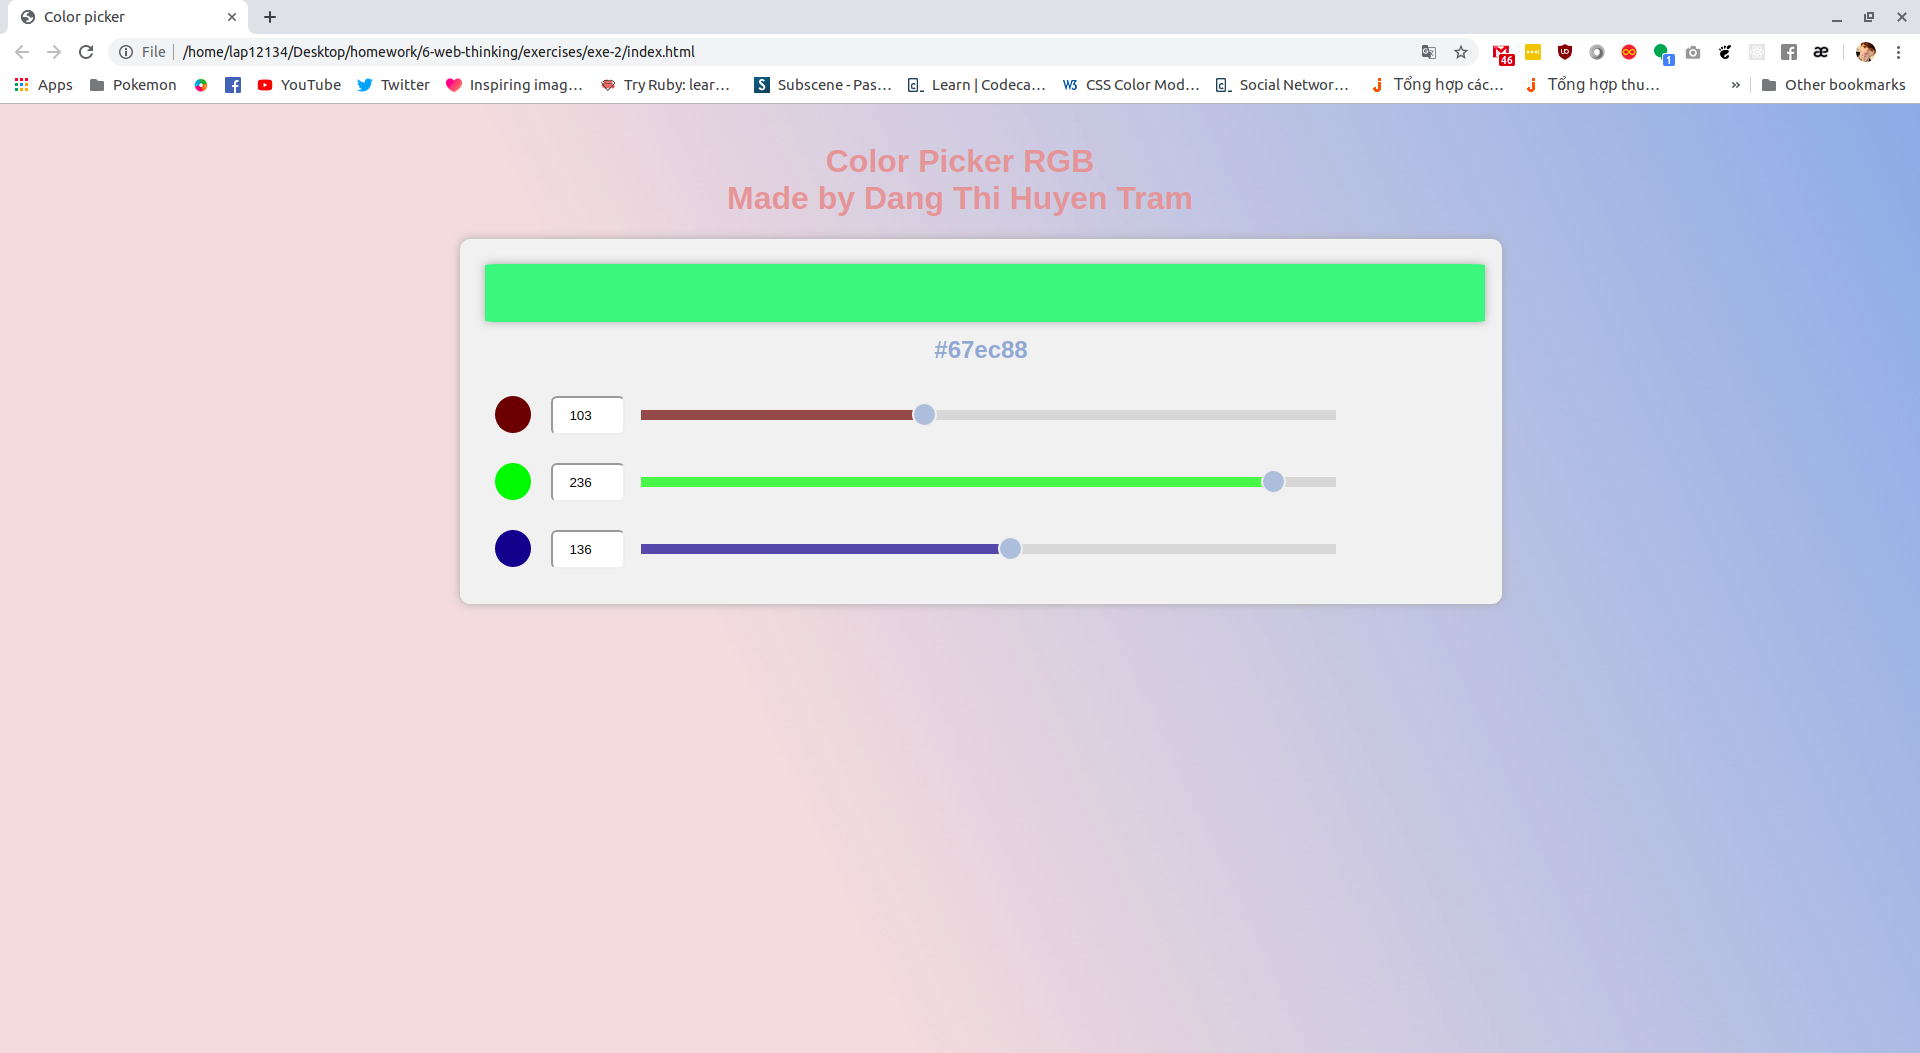 Color picker
File /home/lap12134/Desktop/homework/6-web-thinking/exercises/exe-2/index.html 46 1
Apps Pokemon YouTube Twitter Inspiring imag... Try Ruby: lear... Subscene - Pas... Learn | Codeca... CSS Color Mod... Social Networ... Tổng hợp các... Tổng hợp thu... » Other bookmarks
Color Picker RGB
Made by Dang Thi Huyen Tram
#67ec88
103
236
136